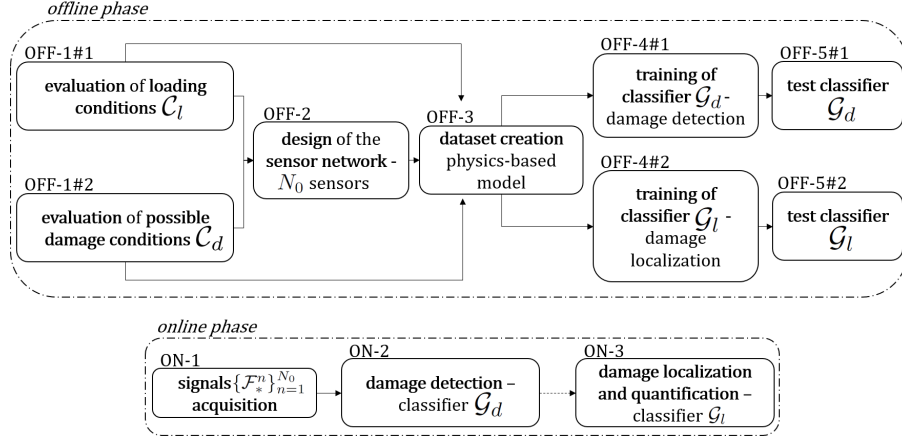 offline phase
OFF-1#1
evaluation of loading
conditions 𝒞_l
OFF-1#2
evaluation of possible
damage conditions 𝒞_d
OFF-2
design of the
sensor network -
N_0 sensors
OFF-3
dataset creation
physics-based
model
OFF-4#1
training of
classifier 𝒢_d -
damage detection
OFF-5#1
test classifier
𝒢_d
OFF-4#2
training of
classifier 𝒢_l -
damage
localization
OFF-5#2
test classifier
𝒢_l
online phase
ON-1
signals{ℱ_*^n}_{n=1}^{N_0}
acquisition
ON-2
damage detection –
classifier 𝒢_d
ON-3
damage localization
and quantification –
classifier 𝒢_l